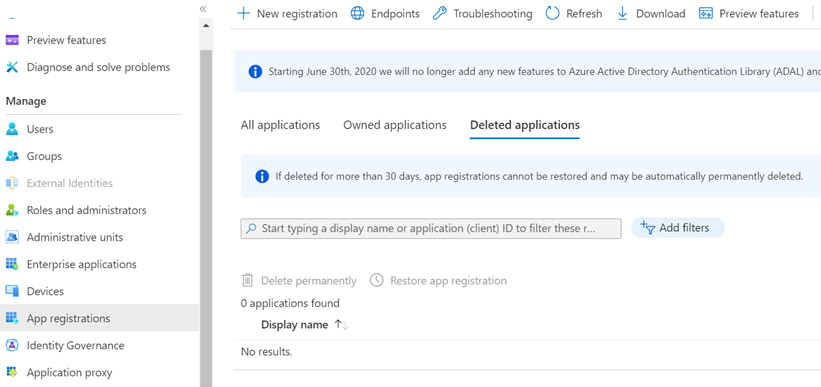 «
+ New registration Endpoints Troubleshooting Refresh Download Preview features
Preview features
Diagnose and solve problems
Starting June 30th, 2020 we will no longer add any new features to Azure Active Directory Authentication Library (ADAL) and
Manage
Users
Groups
External Identities
Roles and administrators
Administrative units
Enterprise applications
Devices
App registrations
Identity Governance
Application proxy
All applications Owned applications Deleted applications
If deleted for more than 30 days, app registrations cannot be restored and may be automatically permanently deleted.
Start typing a display name or application (client) ID to filter these r...
Add filters
Delete permanently Restore app registration
0 applications found
Display name ↑↓
No results.